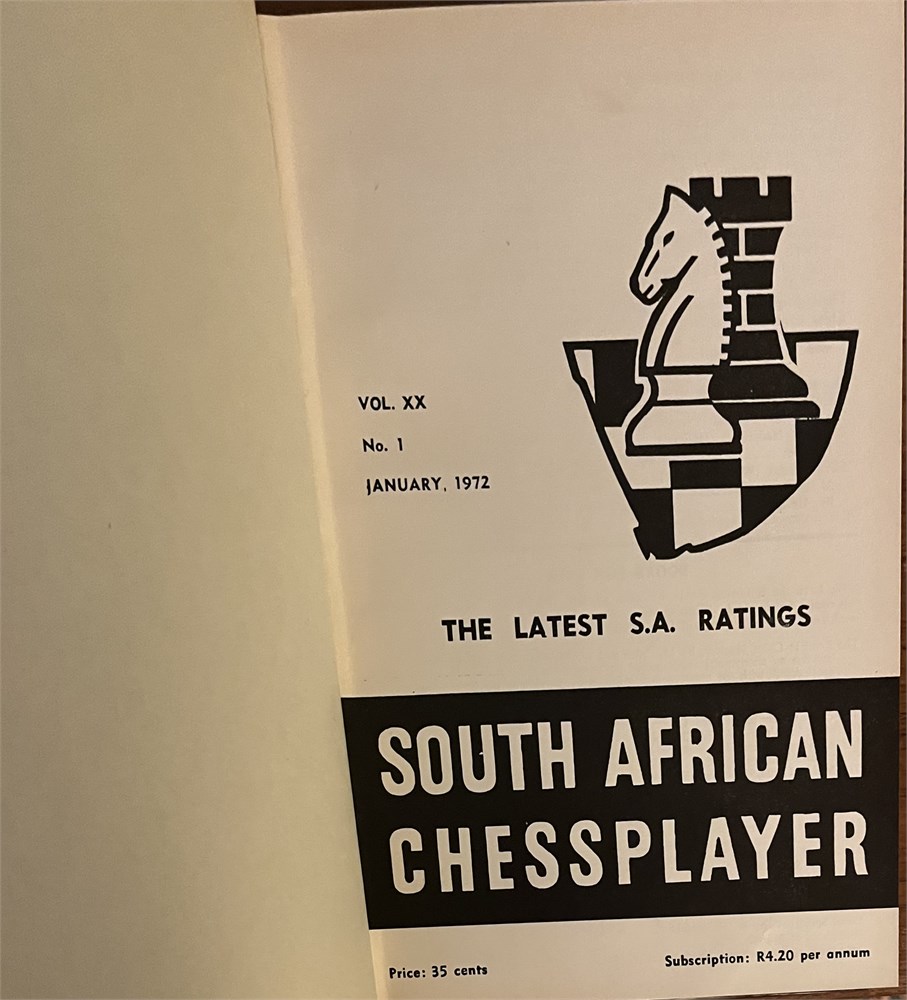 VOL. XX
No. 1
JANUARY, 1972
THE LATEST S.A. RATINGS
SOUTH AFRICAN
CHESSPLAYER
Price: 35 cents
Subscription: R4.20 per annum